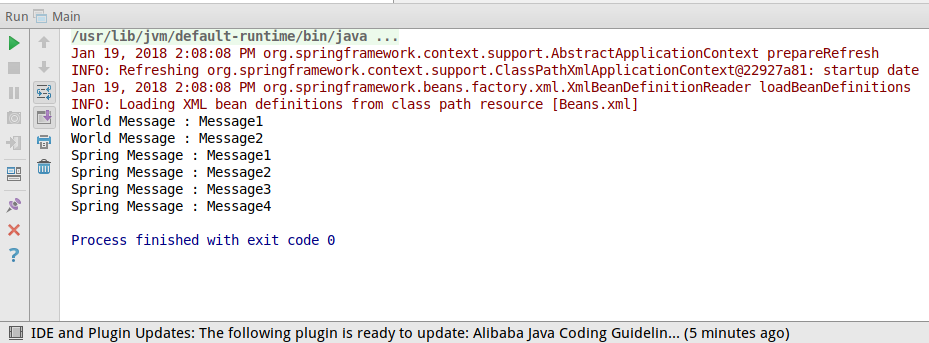 Run Main
/usr/lib/jvm/default-runtime/bin/java ...
Jan 19, 2018 2:08:08 PM org.springframework.context.support.AbstractApplicationContext prepareRefresh
INFO: Refreshing org.springframework.context.support.ClassPathXmlApplicationContext@22927a81: startup date
Jan 19, 2018 2:08:08 PM org.springframework.beans.factory.xml.XmlBeanDefinitionReader loadBeanDefinitions
INFO: Loading XML bean definitions from class path resource [Beans.xml]
World Message : Message1
World Message : Message2
Spring Message : Message1
Spring Message : Message2
Spring Message : Message3
Spring Message : Message4
Process finished with exit code 0
IDE and Plugin Updates: The following plugin is ready to update: Alibaba Java Coding Guidelin... (5 minutes ago)